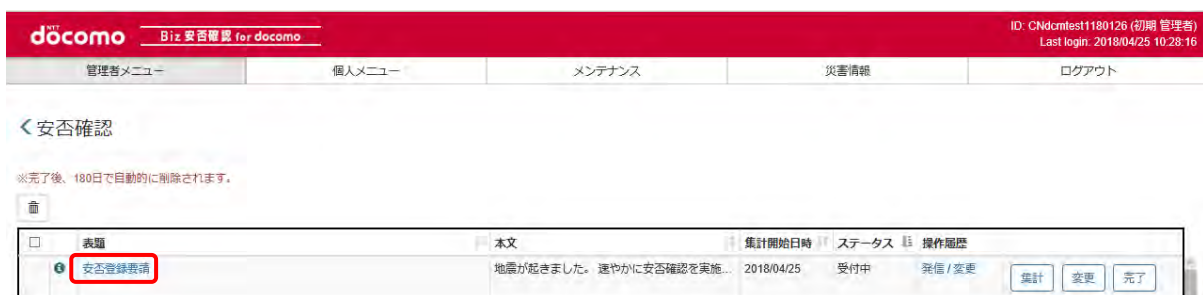 NTT
döcomo Biz 安否確認 for docomo
ID: CNdcmtest1180126 (初期 管理者)
Last login: 2018/04/25 10:28:16
管理者メニュー 個人メニュー メンテナンス 災害情報 ログアウト
安否確認
※完了後、180日で自動的に削除されます。
表題 本文 集計開始日時 ステータス 操作履歴
安否登録要請 地震が起きました。 速やかに安否確認を実施... 2018/04/25 受付中 発信 / 変更 集計 変更 完了